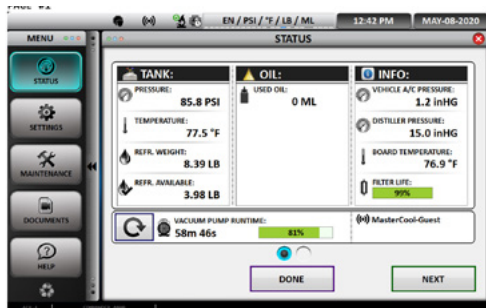 PAGE #1
EN / PSI / °F / LB / ML
12:42 PM
MAY-08-2020
MENU
STATUS
STATUS
SETTINGS
MAINTENANCE
DOCUMENTS
HELP
TANK:
PRESSURE:
85.8 PSI
TEMPERATURE:
77.5 °F
REFR. WEIGHT:
8.39 LB
REFR. AVAILABLE:
3.98 LB
OIL:
USED OIL:
0 ML
INFO:
VEHICLE A/C PRESSURE:
1.2 inHG
DISTILLER PRESSURE:
15.0 inHG
BOARD TEMPERATURE:
76.9 °F
FILTER LIFE:
99%
VACUUM PUMP RUNTIME:
58m 46s
81%
MasterCool-Guest
DONE
NEXT